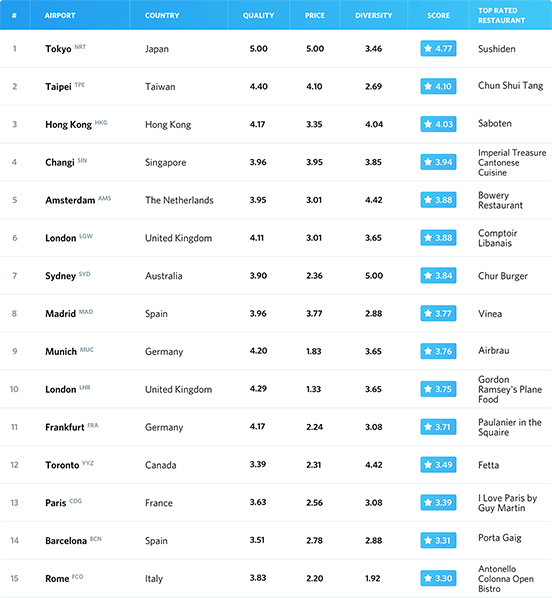 # AIRPORT COUNTRY QUALITY PRICE DIVERSITY SCORE TOP RATED RESTAURANT
1 Tokyo NRT Japan 5.00 5.00 3.46 ★ 4.77 Sushiden
2 Taipei TPE Taiwan 4.40 4.10 2.69 ★ 4.10 Chun Shui Tang
3 Hong Kong HKG Hong Kong 4.17 3.35 4.04 ★ 4.03 Saboten
4 Changi SIN Singapore 3.96 3.95 3.85 ★ 3.94 Imperial Treasure Cantonese Cuisine
5 Amsterdam AMS The Netherlands 3.95 3.01 4.42 ★ 3.88 Bowery Restaurant
6 London LGW United Kingdom 4.11 3.01 3.65 ★ 3.88 Comptoir Libanais
7 Sydney SYD Australia 3.90 2.36 5.00 ★ 3.84 Chur Burger
8 Madrid MAD Spain 3.96 3.77 2.88 ★ 3.77 Vinea
9 Munich MUC Germany 4.20 1.83 3.65 ★ 3.76 Airbrau
10 London LHR United Kingdom 4.29 1.33 3.65 ★ 3.75 Gordon Ramsey's Plane Food
11 Frankfurt FRA Germany 4.17 2.24 3.08 ★ 3.71 Paulanier in the Squaire
12 Toronto YYZ Canada 3.39 2.31 4.42 ★ 3.49 Fetta
13 Paris CDG France 3.63 2.56 3.08 ★ 3.39 I Love Paris by Guy Martin
14 Barcelona BCN Spain 3.51 2.78 2.88 ★ 3.31 Porta Gaig
15 Rome FCO Italy 3.83 2.20 1.92 ★ 3.30 Antonello Colonna Open Bistro